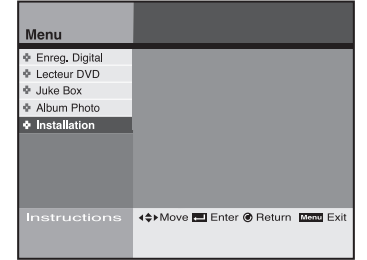 Menu
Enreg. Digital
Lecteur DVD
Juke Box
Album Photo
Installation
Instructions Move Enter Return Menu Exit